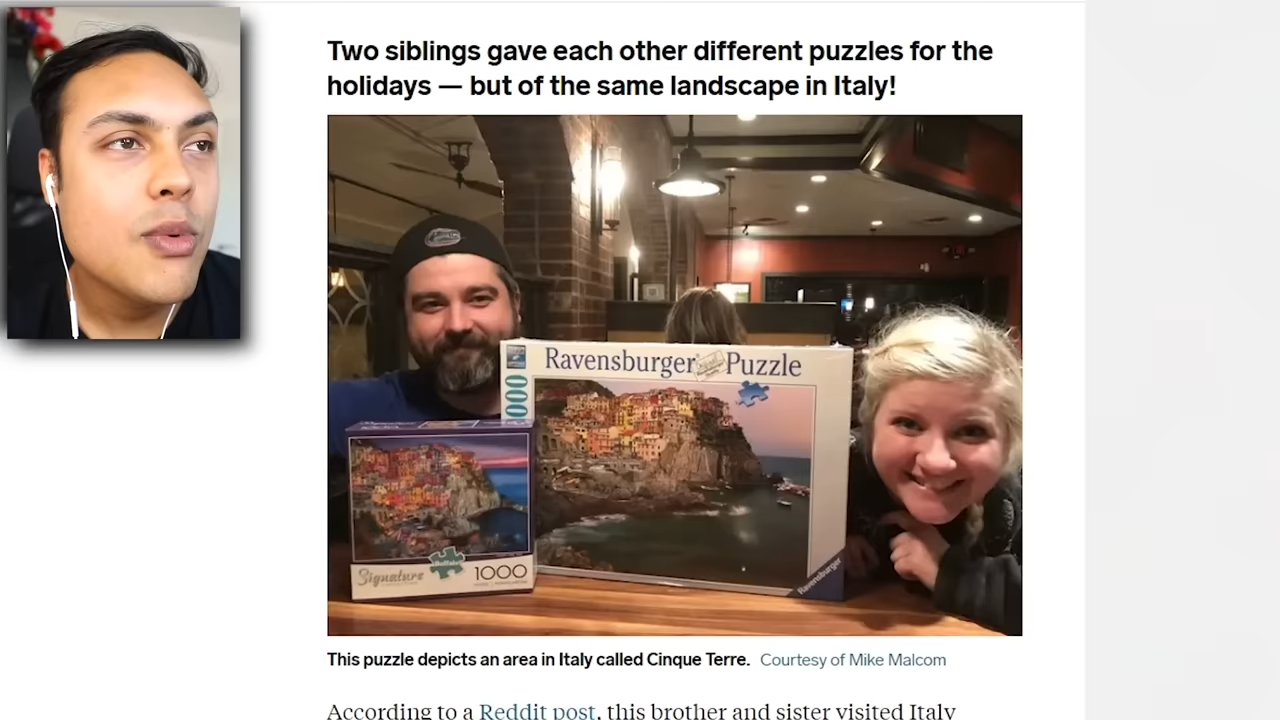 Two siblings gave each other different puzzles for the
holidays — but of the same landscape in Italy!
Ravensburger Puzzle
000
Signature
1000
Ravensburger
This puzzle depicts an area in Italy called Cinque Terre. Courtesy of Mike Malcom
According to a Reddit post, this brother and sister visited Italy